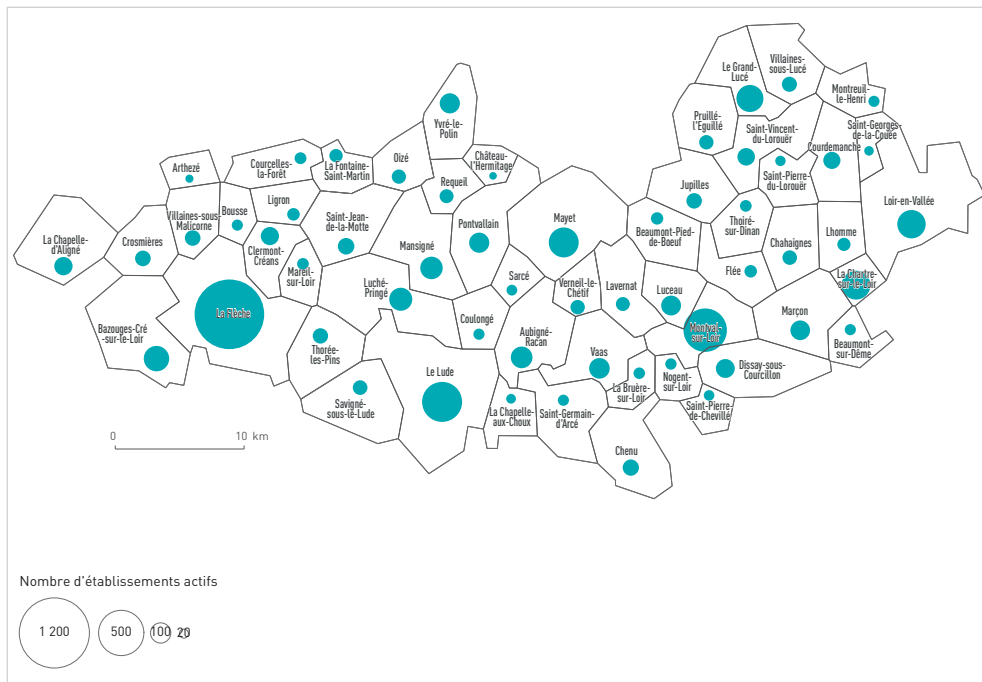 Le Grand-
Lucé
Villaines-
sous-Lucé
Montreuil-
le-Henri
Yvré-le-
Polin
Pruillé-
l'Eguillé
Saint-Vincent-
du-Lorouër
Saint-Georges-
de-la-Couée
Courdemanche
Arthezé
Courcelles-
la-Forêt
La Fontaine-
Saint-Martin
Oizé
Château-
l'Hermitage
Saint-Pierre-
du-Lorouër
Requeil
Jupilles
Loir-en-Vallée
Villaines-sous-
Malicorne
Bousse
Ligron
Saint-Jean-
de-la-Motte
Pontvallain
Mayet
Beaumont-Pied-
de-Boeuf
Thoiré-
sur-Dinan
Lhomme
La Chapelle-
d'Aligné
Crosmières
Clermont-
Créans
Mareil-
sur-Loir
Mansigné
Chahaignes
Flée
La Chartre-
sur-le-Loir
Luché-
Pringé
Sarcé
Verneil-le-
Chétif
Lavernat
Luceau
La Flèche
Marçon
Bazouges-Cré
-sur-le-Loir
Coulongé
Aubigné-
Racan
Montval-
sur-Loir
Beaumont-
sur-Dême
Thorée-
les-Pins
Vaas
Dissay-sous-
Courcillon
Le Lude
La Bruère-
sur-Loir
Nogent-
sur-Loir
Savigné-
sous-le-Lude
La Chapelle-
aux-Choux
Saint-Germain-
d'Arcé
Saint-Pierre-
de-Chevillé
Chenu
0 10 km
Nombre d'établissements actifs
1 200 500 100 20